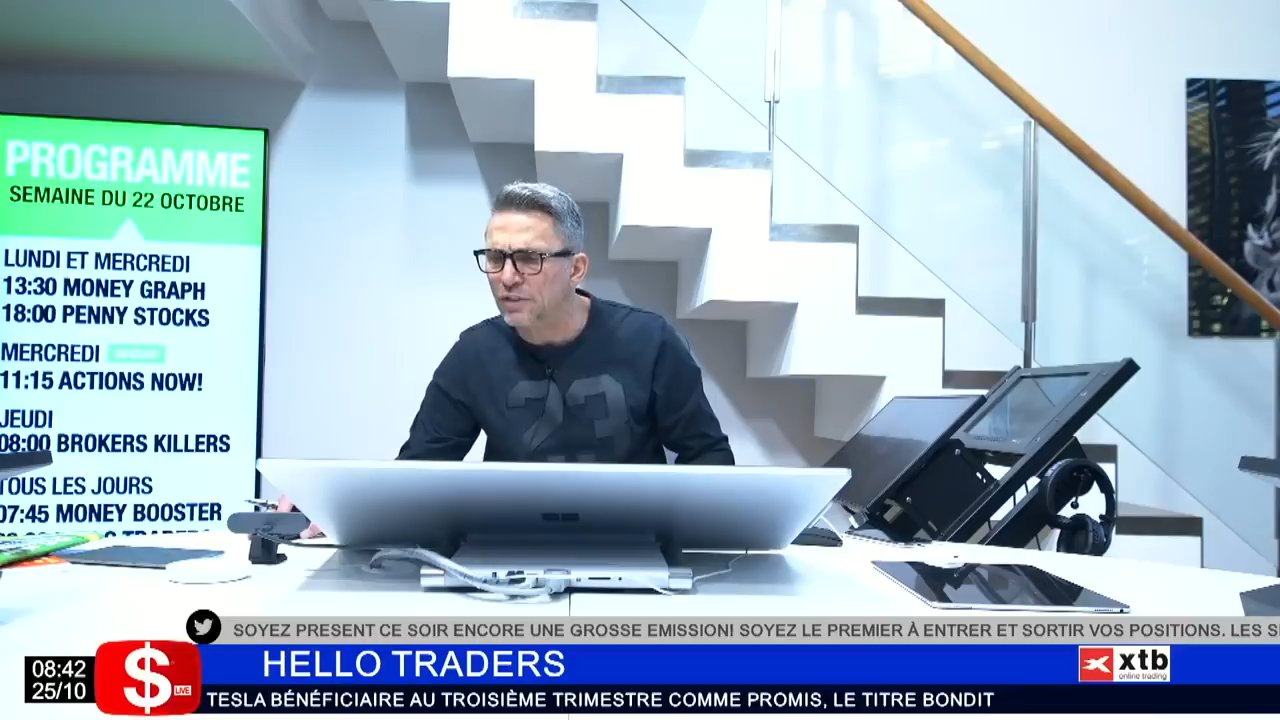 PROGRAMME
SEMAINE DU 22 OCTOBRE
LUNDI ET MERCREDI
13:30 MONEY GRAPH
18:00 PENNY STOCKS
MERCREDI
11:15 ACTIONS NOW!
JEUDI
08:00 BROKERS KILLERS
TOUS LES JOURS
07:45 MONEY BOOSTER
23
SOYEZ PRESENT CE SOIR ENCORE UNE GROSSE EMISSIONI SOYEZ LE PREMIER À ENTRER ET SORTIR VOS POSITIONS. LES
HELLO TRADERS
xtb
online trading
08:42
25/10
$
LIVE
TESLA BÉNÉFICIAIRE AU TROISIÈME TRIMESTRE COMME PROMIS, LE TITRE BONDIT